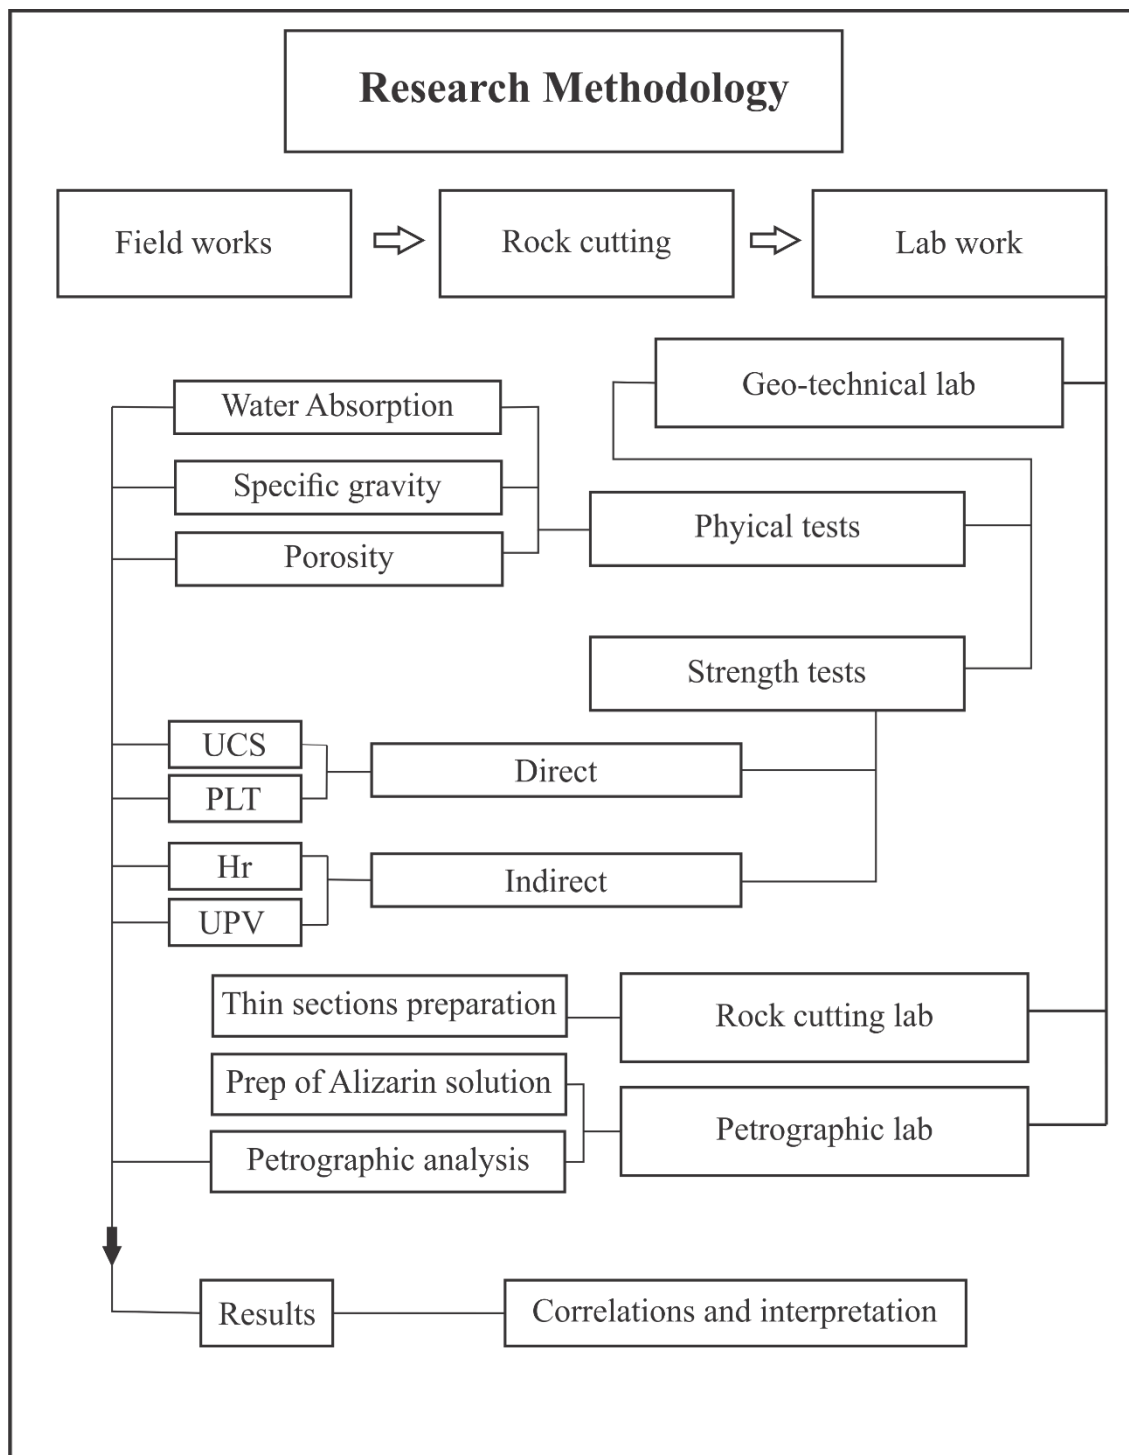 Research Methodology
Field works
Rock cutting
Lab work
Geo-technical lab
Water Absorption
Specific gravity
Phyical tests
Porosity
Strength tests
UCS
Direct
PLT
Hr
Indirect
UPV
Thin sections preparation
Rock cutting lab
Prep of Alizarin solution
Petrographic lab
Petrographic analysis
Results
Correlations and interpretation